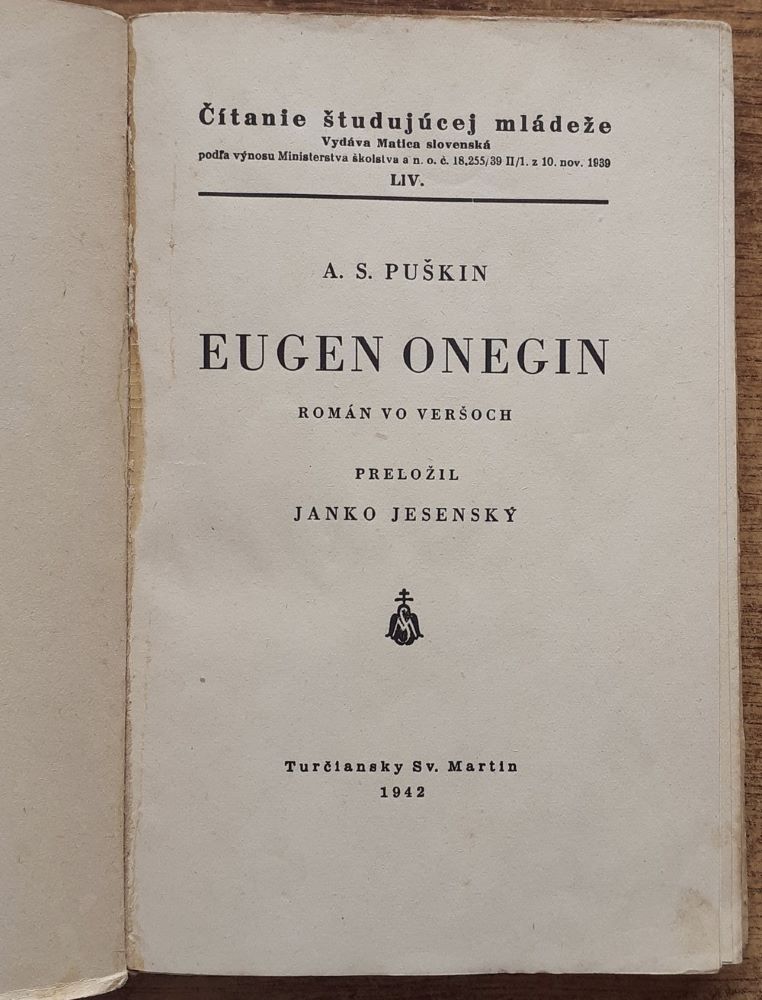 Čítanie študujúcej mládeže
Vydáva Matica slovenská
podľa výnosu Ministerstva školstva a n. o. č. 18.255/39 II/1. z 10. nov. 1939
LIV.
A. S. PUŠKIN
EUGEN ONEGIN
ROMÁN VO VERŠOCH
PRELOŽIL
JANKO JESENSKÝ
Turčiansky Sv. Martin
1942